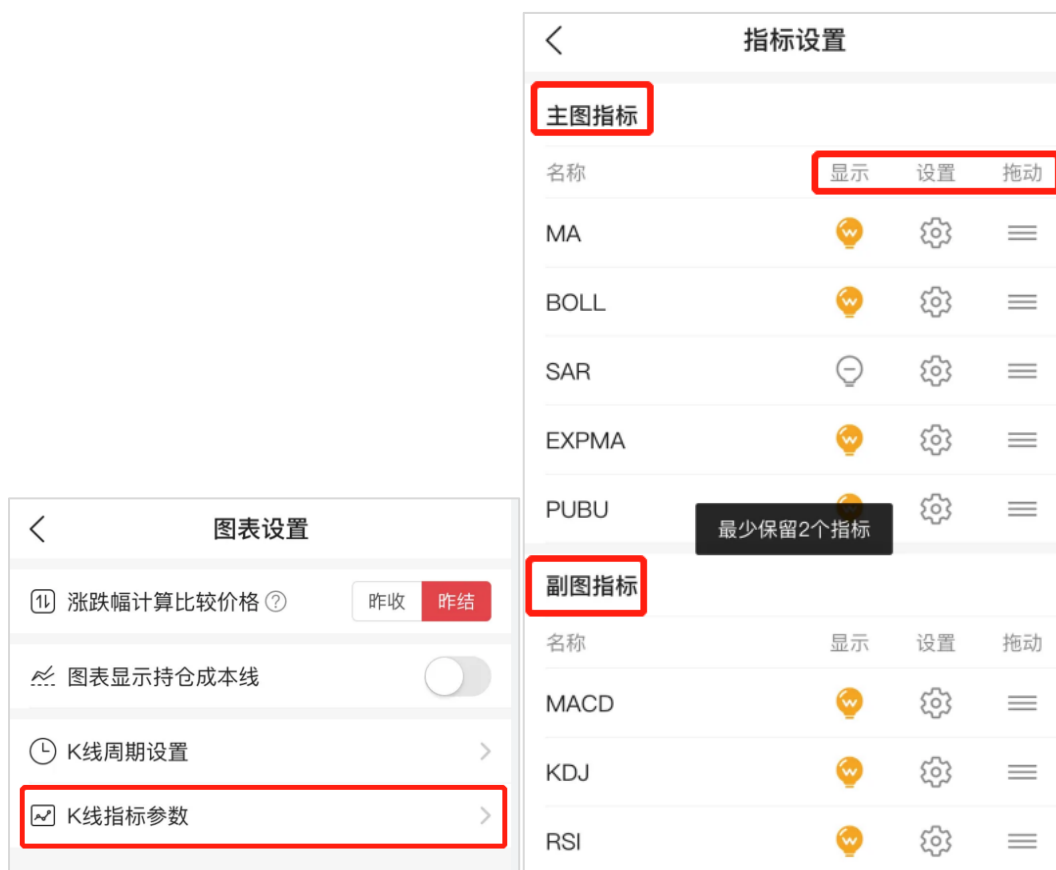 图表设置
涨跌幅计算比较价格 ? 昨收 昨结
图表显示持仓成本线
K线周期设置
K线指标参数
指标设置
主图指标
名称 显示 设置 拖动
MA
BOLL
SAR
EXPMA
PUBU
最少保留2个指标
副图指标
名称 显示 设置 拖动
MACD
KDJ
RSI